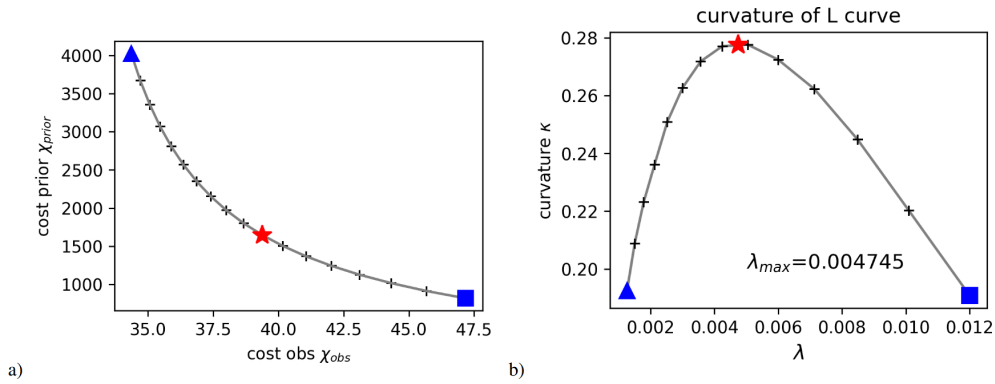 4000
3500
3000
2500
2000
1500
1000
cost prior χprior
35.0 37.5 40.0 42.5 45.0 47.5
cost obs χobs
a)
curvature of L curve
0.28
0.26
0.24
0.22
0.20
curvature κ
λmax=0.004745
0.002 0.004 0.006 0.008 0.010 0.012
λ
b)